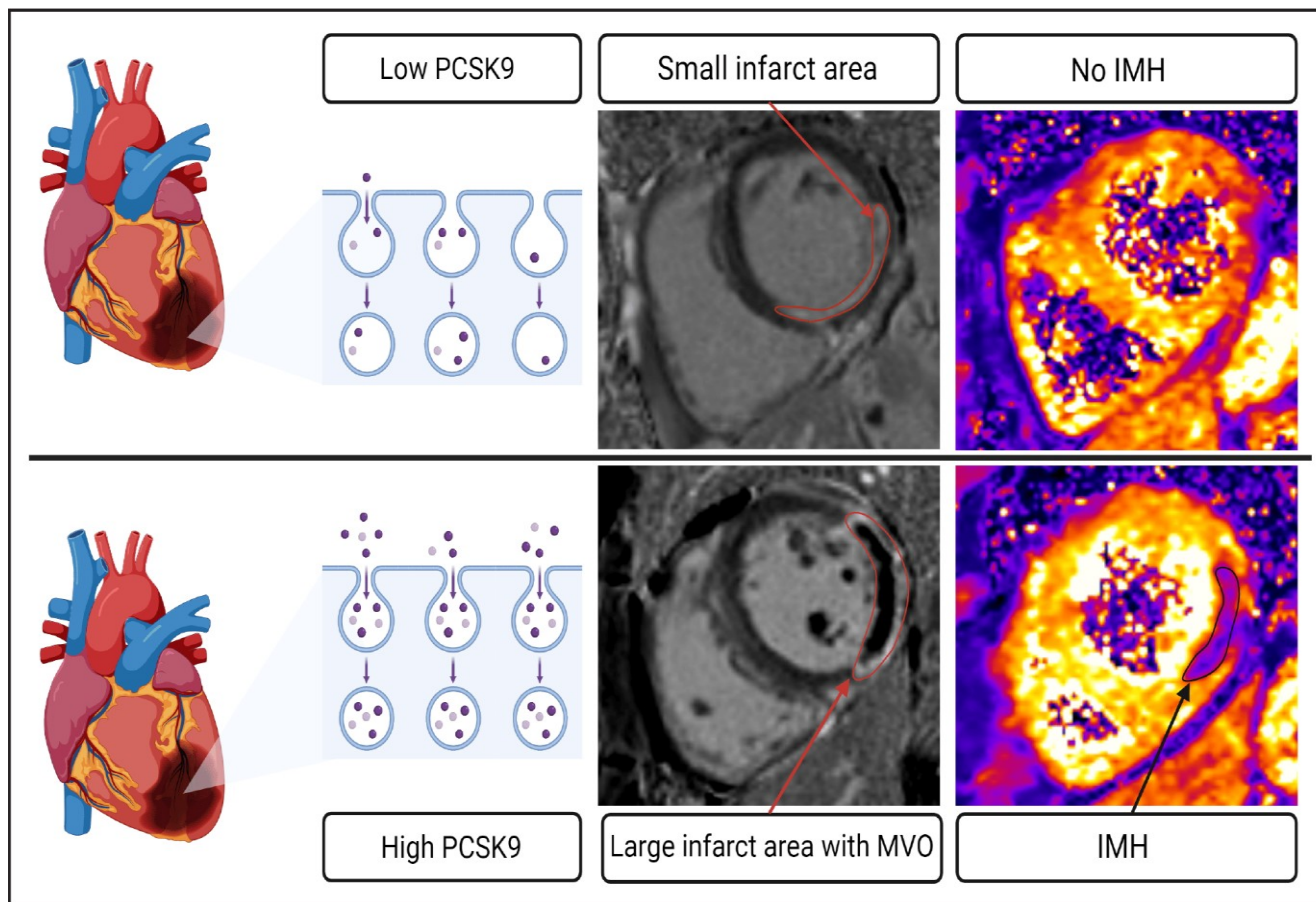 Low PCSK9
Small infarct area
No IMH
High PCSK9
Large infarct area with MVO
IMH